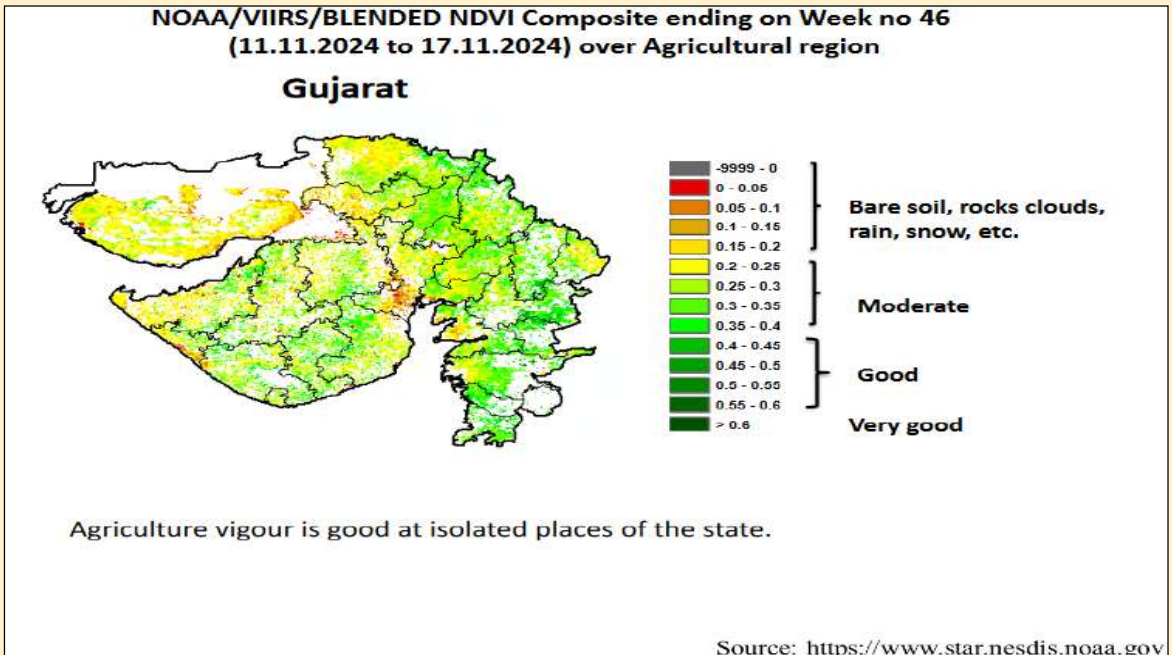 NOAA/VIIRS/BLENDED NDVI Composite ending on Week no 46
(11.11.2024 to 17.11.2024) over Agricultural region
Gujarat
-9999 - 0
0 - 0.05
0.05 - 0.1
0.1 - 0.15
0.15 - 0.2
0.2 - 0.25
0.25 - 0.3
0.3 - 0.35
0.35 - 0.4
0.4 - 0.45
0.45 - 0.5
0.5 - 0.55
0.55 - 0.6
> 0.6
Bare soil, rocks clouds,
rain, snow, etc.
Moderate
Good
Very good
Agriculture vigour is good at isolated places of the state.
Source: https://www.star.nesdis.noaa.gov